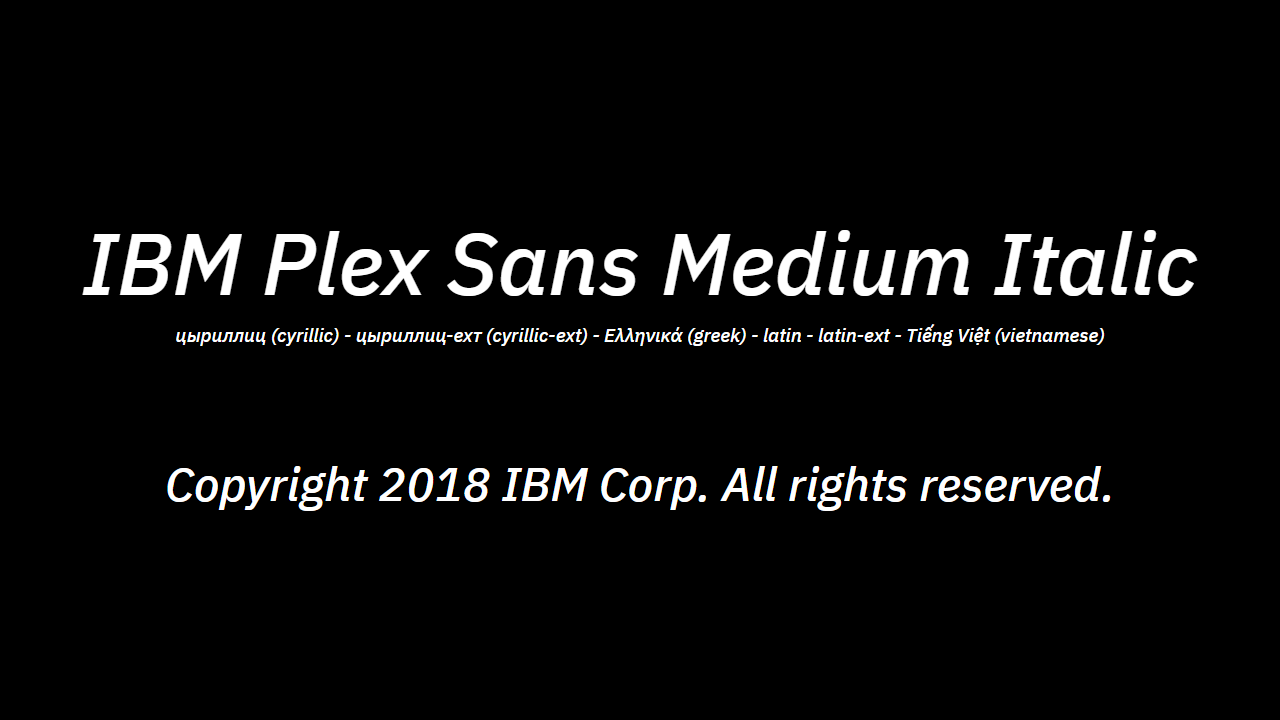 IBM Plex Sans Medium Italic
цыриллиц (cyrillic) - цыриллиц-ехт (cyrillic-ext) - Ελληνικά (greek) - latin - latin-ext - Tiếng Việt (vietnamese)
Copyright 2018 IBM Corp. All rights reserved.